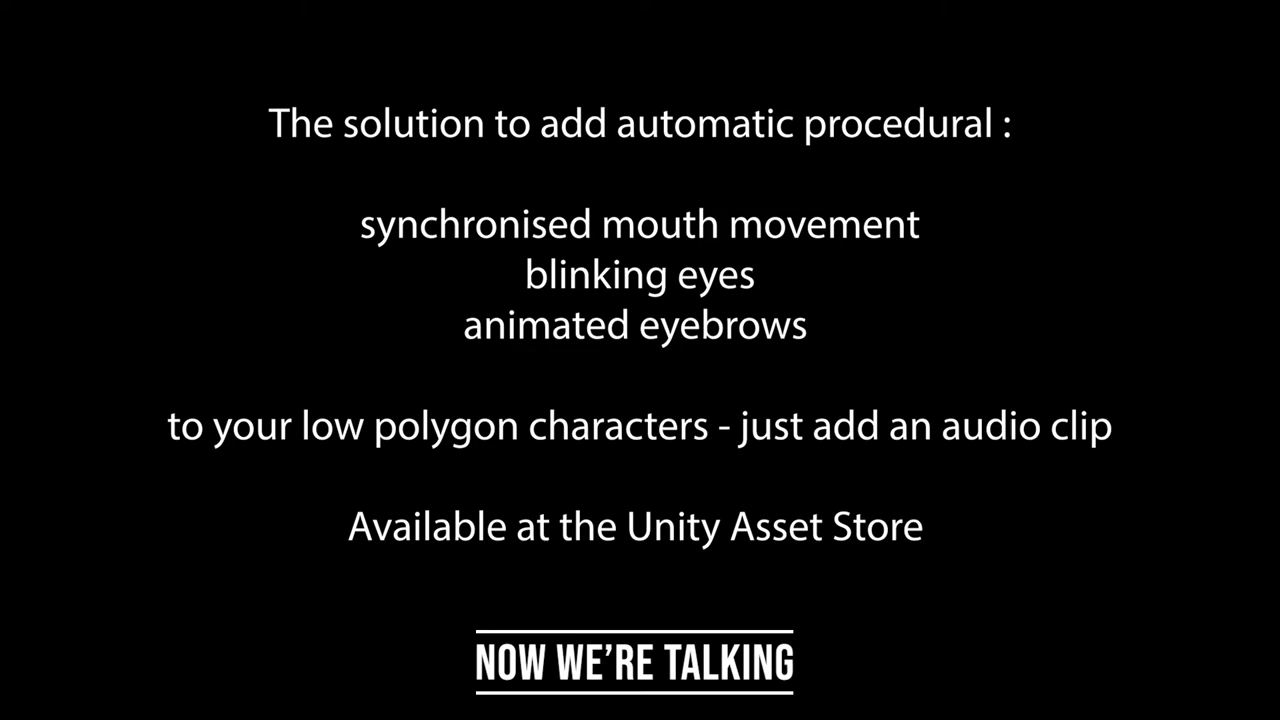 The solution to add automatic procedural :
synchronised mouth movement
blinking eyes
animated eyebrows
to your low polygon characters - just add an audio clip
Available at the Unity Asset Store
NOW WE'RE TALKING